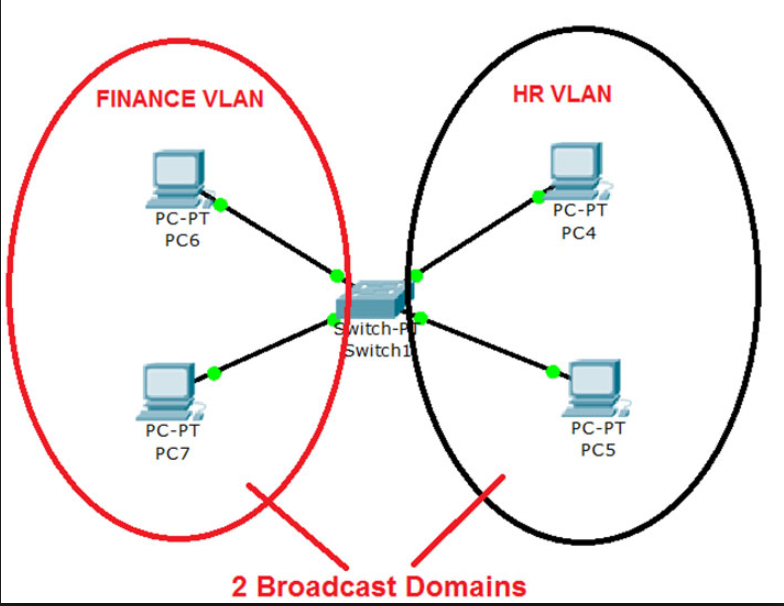 FINANCE VLAN
HR VLAN
PC-PT
PC6
PC-PT
PC4
Switch-PT
Switch1
PC-PT
PC7
PC-PT
PC5
2 Broadcast Domains